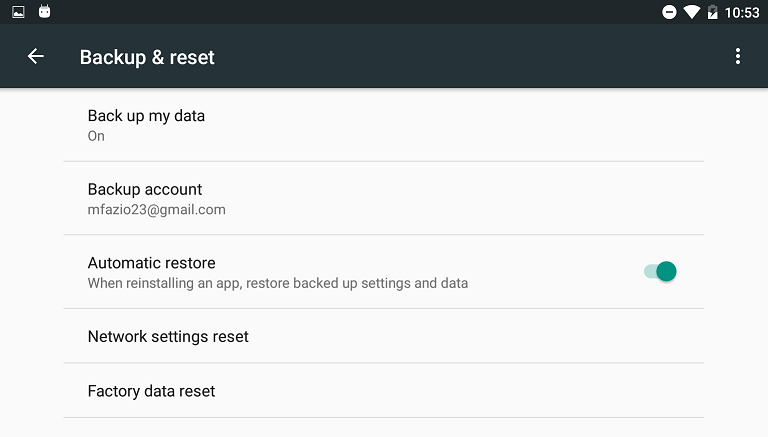 10:53
Backup & reset
Back up my data
On
Backup account
mfazio23@gmail.com
Automatic restore
When reinstalling an app, restore backed up settings and data
Network settings reset
Factory data reset